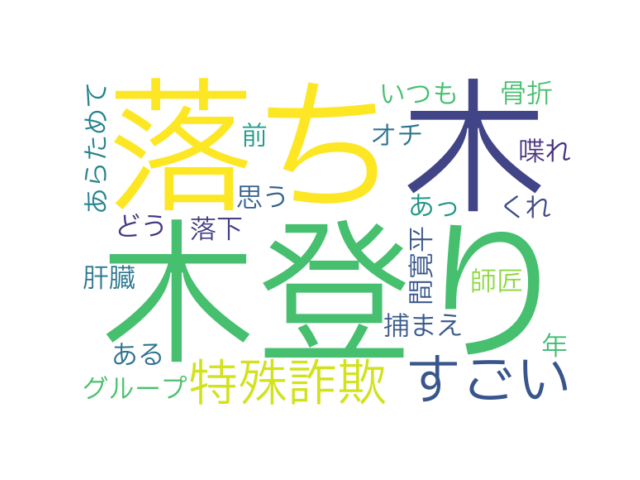 落ち
木
いつも
骨折
前
オチ
喋れ
あらためて
思う
あっ
くれ
どう
落下
木登り
間寛平
師匠
肝臓
捕まえ
ある
年
グループ
特殊詐欺
すごい